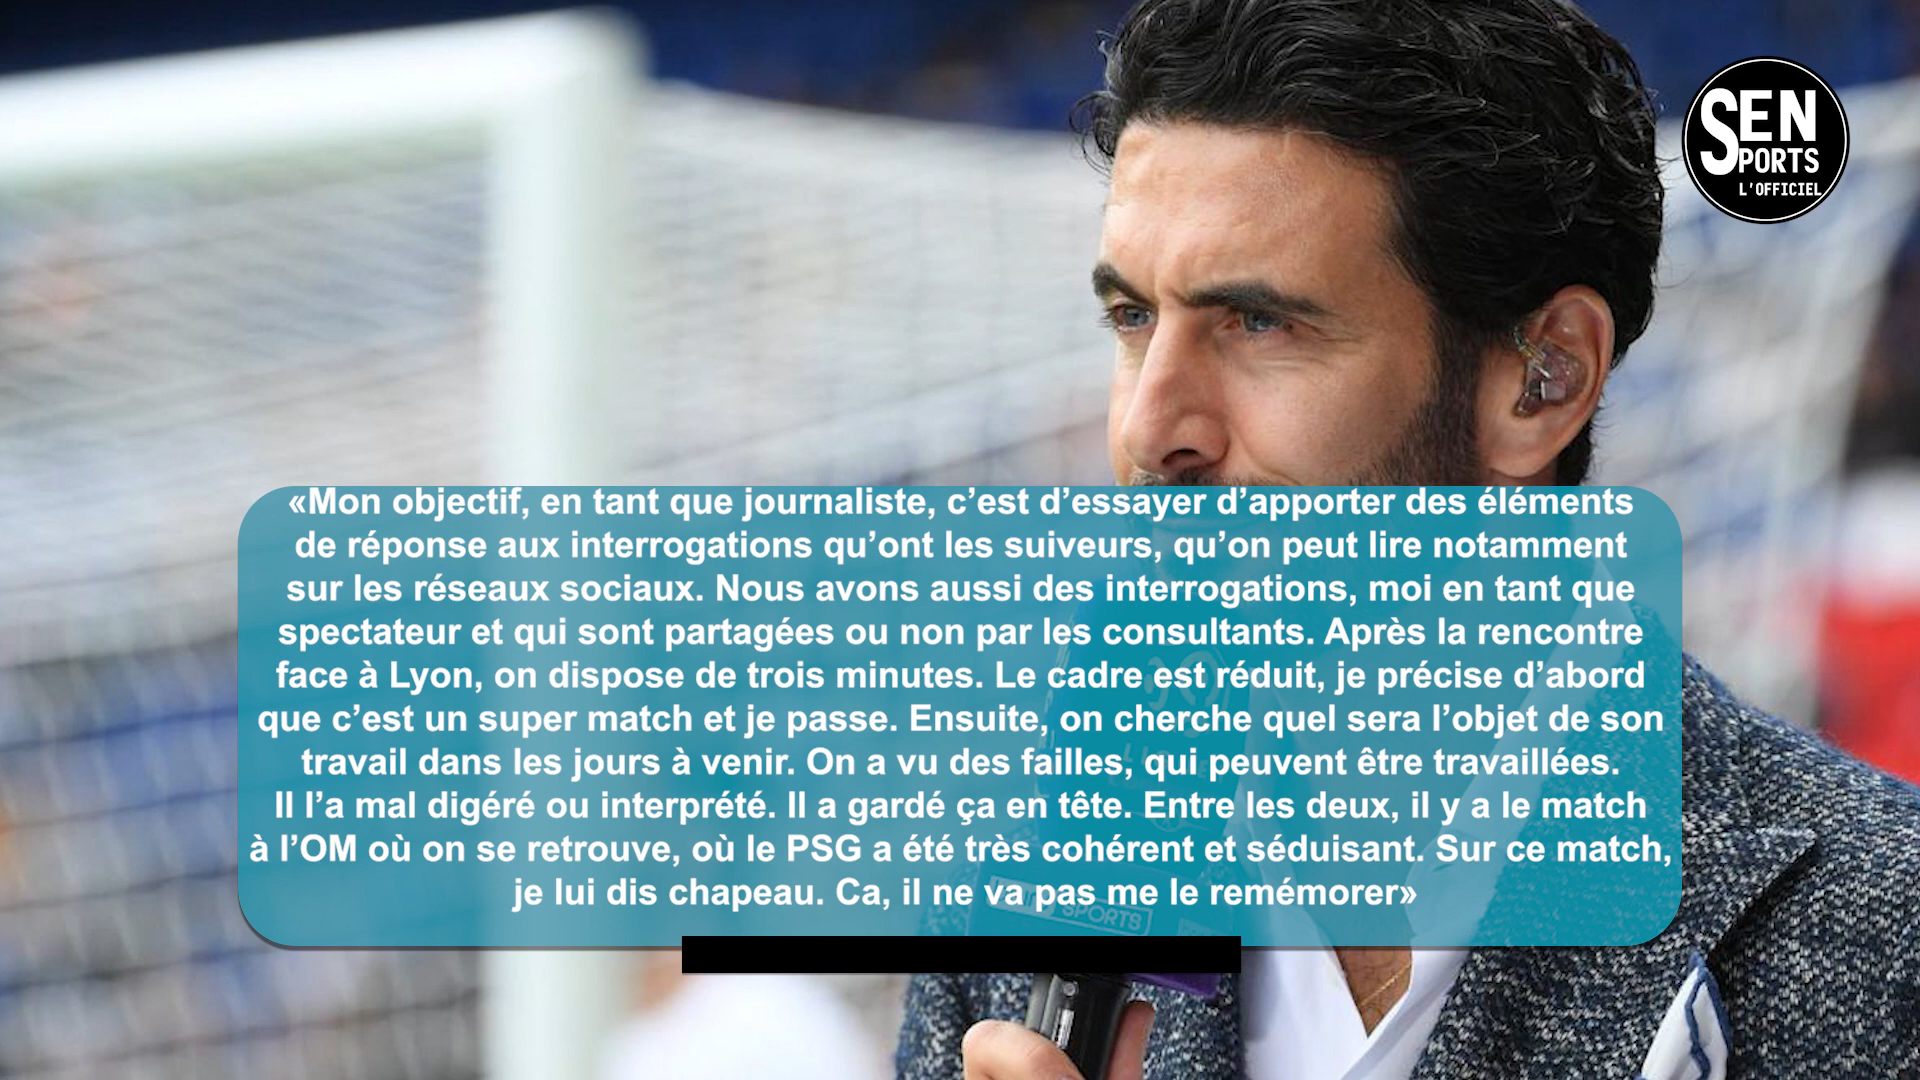 SEN
SPORTS
L'OFFICIEL
«Mon objectif, en tant que journaliste, c’est d’essayer d’apporter des éléments
de réponse aux interrogations qu’ont les suiveurs, qu’on peut lire notamment
sur les réseaux sociaux. Nous avons aussi des interrogations, moi en tant que
spectateur et qui sont partagées ou non par les consultants. Après la rencontre
face à Lyon, on dispose de trois minutes. Le cadre est réduit, je précise d’abord
que c’est un super match et je passe. Ensuite, on cherche quel sera l’objet de son
travail dans les jours à venir. On a vu des failles, qui peuvent être travaillées.
Il l’a mal digéré ou interprété. Il a gardé ça en tête. Entre les deux, il y a le match
à l’OM où on se retrouve, où le PSG a été très cohérent et séduisant. Sur ce match,
je lui dis chapeau. Ca, il ne va pas me le remémorer»
SPORTS